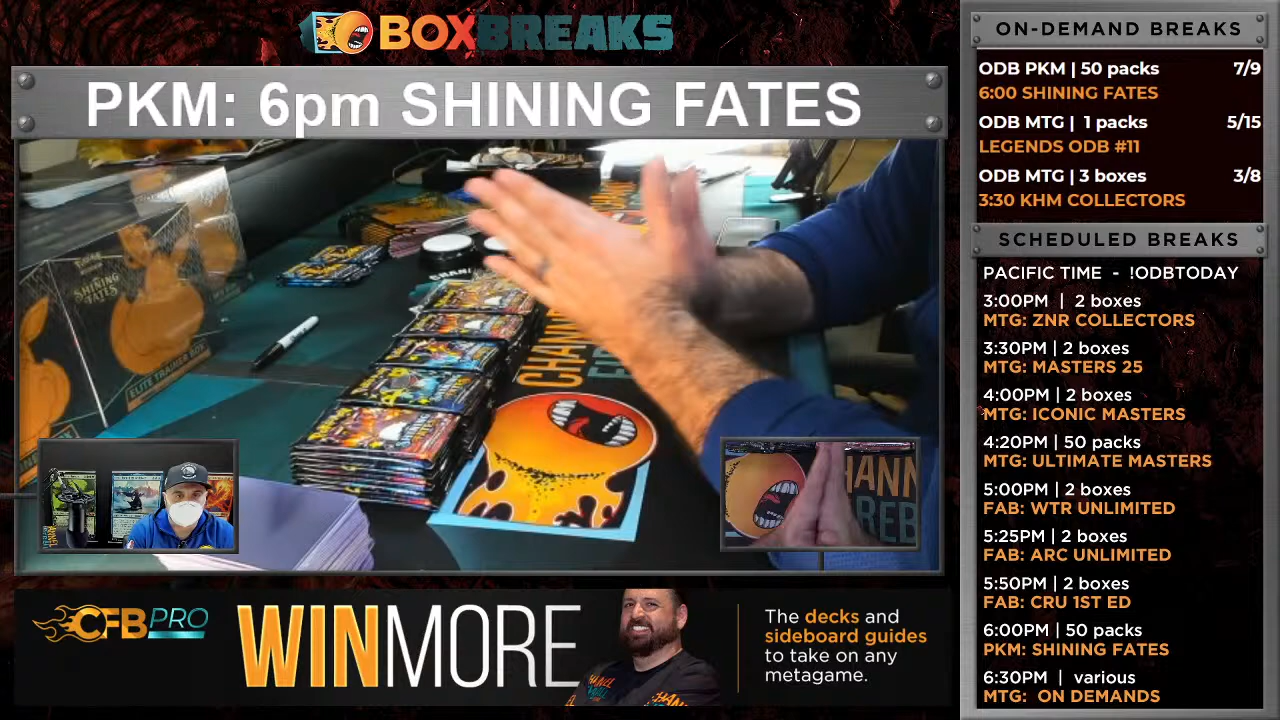 BOXBREAKS
PKM: 6pm SHINING FATES
SHINING
FATES
ELITE TRAINER BOX
CHANNEL
CHANN
REB
CFBPRO
WINMORE
The decks and
sideboard guides
to take on any
metagame.
ON-DEMAND BREAKS
ODB PKM | 50 packs 7/9
6:00 SHINING FATES
ODB MTG | 1 packs 5/15
LEGENDS ODB #11
ODB MTG | 3 boxes 3/8
3:30 KHM COLLECTORS
SCHEDULED BREAKS
PACIFIC TIME - !ODBTODAY
3:00PM | 2 boxes
MTG: ZNR COLLECTORS
3:30PM | 2 boxes
MTG: MASTERS 25
4:00PM | 2 boxes
MTG: ICONIC MASTERS
4:20PM | 50 packs
MTG: ULTIMATE MASTERS
5:00PM | 2 boxes
FAB: WTR UNLIMITED
5:25PM | 2 boxes
FAB: ARC UNLIMITED
5:50PM | 2 boxes
FAB: CRU 1ST ED
6:00PM | 50 packs
PKM: SHINING FATES
6:30PM | various
MTG: ON DEMANDS